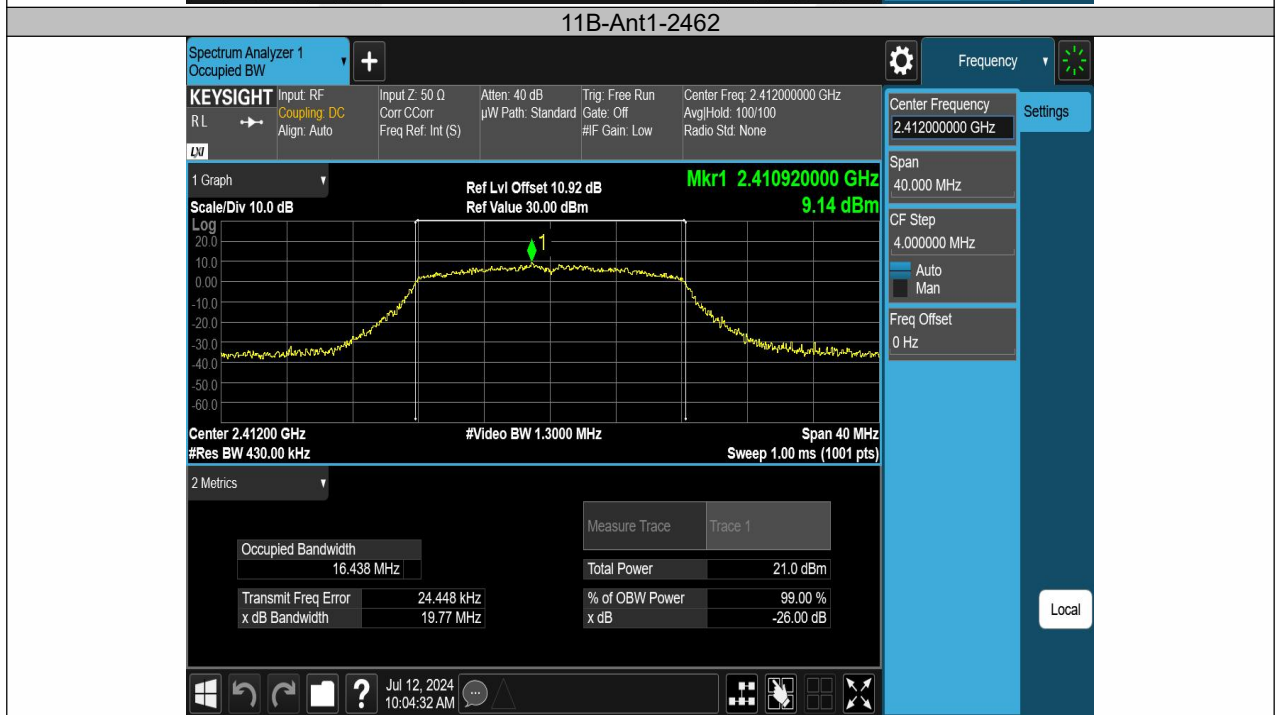 11B-Ant1-2462
Spectrum Analyzer 1
Occupied BW
+
Frequency
KEYSIGHT
R L
LXI
Input: RF
Coupling: DC
Align: Auto
Input Z: 50 Ω
Corr CCorr
Freq Ref: Int (S)
Atten: 40 dB
µW Path: Standard
Trig: Free Run
Gate: Off
#IF Gain: Low
Center Freq: 2.412000000 GHz
Avg|Hold: 100/100
Radio Std: None
Center Frequency
2.412000000 GHz
Settings
Span
40.000 MHz
CF Step
4.000000 MHz
Auto
Man
Freq Offset
0 Hz
Local
1 Graph
Scale/Div 10.0 dB
Ref Lvl Offset 10.92 dB
Ref Value 30.00 dBm
Mkr1 2.410920000 GHz
9.14 dBm
Log
20.0
10.0
0.00
-10.0
-20.0
-30.0
-40.0
-50.0
-60.0
1
Center 2.41200 GHz
#Res BW 430.00 kHz
#Video BW 1.3000 MHz
Span 40 MHz
Sweep 1.00 ms (1001 pts)
2 Metrics
Measure Trace Trace 1
Occupied Bandwidth
16.438 MHz
Total Power 21.0 dBm
Transmit Freq Error 24.448 kHz
% of OBW Power 99.00 %
x dB Bandwidth 19.77 MHz
x dB -26.00 dB
?
Jul 12, 2024
10:04:32 AM